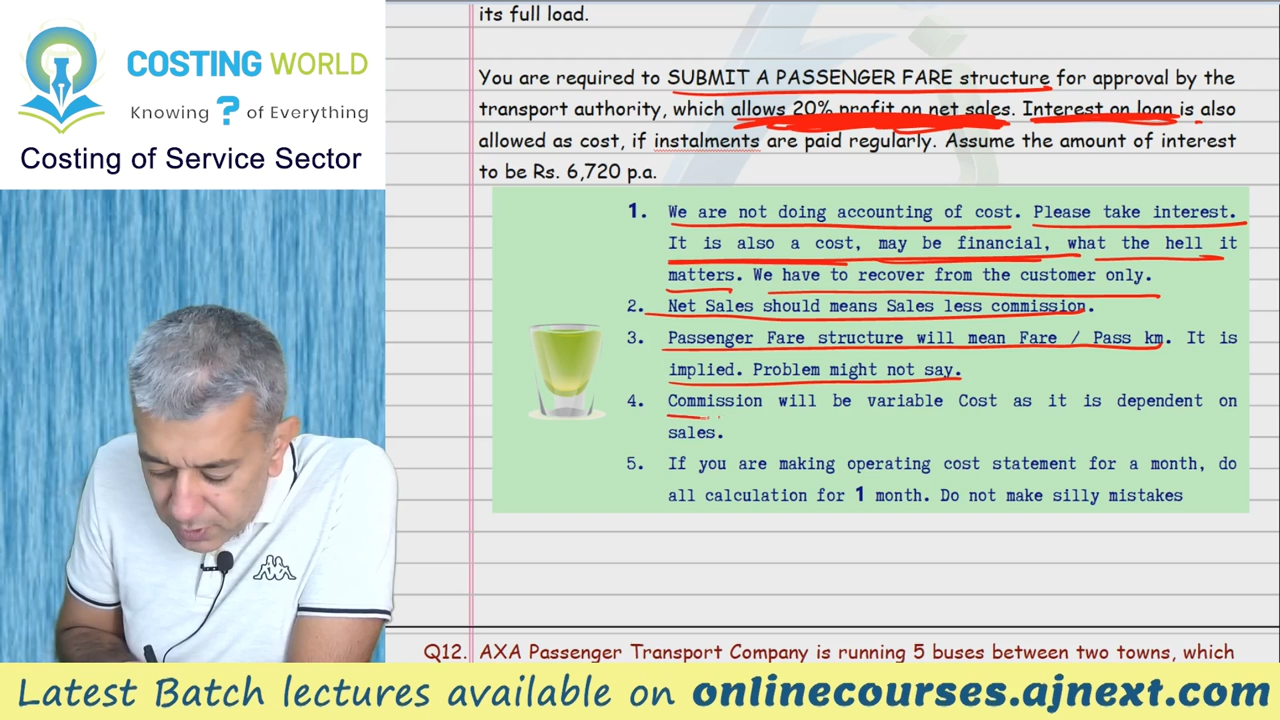 COSTING WORLD
Knowing ? of Everything
Costing of Service Sector
its full load.
You are required to SUBMIT A PASSENGER FARE structure for approval by the
transport authority, which allows 20% profit on net sales. Interest on loan is also
allowed as cost, if instalments are paid regularly. Assume the amount of interest
to be Rs. 6,720 p.a.
1. We are not doing accounting of cost. Please take interest.
It is also a cost, may be financial, what the hell it
matters. We have to recover from the customer only.
2. Net Sales should means Sales less commission.
3. Passenger Fare structure will mean Fare / Pass km. It is
implied. Problem might not say.
4. Commission will be variable Cost as it is dependent on
sales.
5. If you are making operating cost statement for a month, do
all calculation for 1 month. Do not make silly mistakes
Kappa
Q12. AXA Passenger Transport Company is running 5 buses between two towns, which
Latest Batch lectures available on onlinecourses.ajnext.com